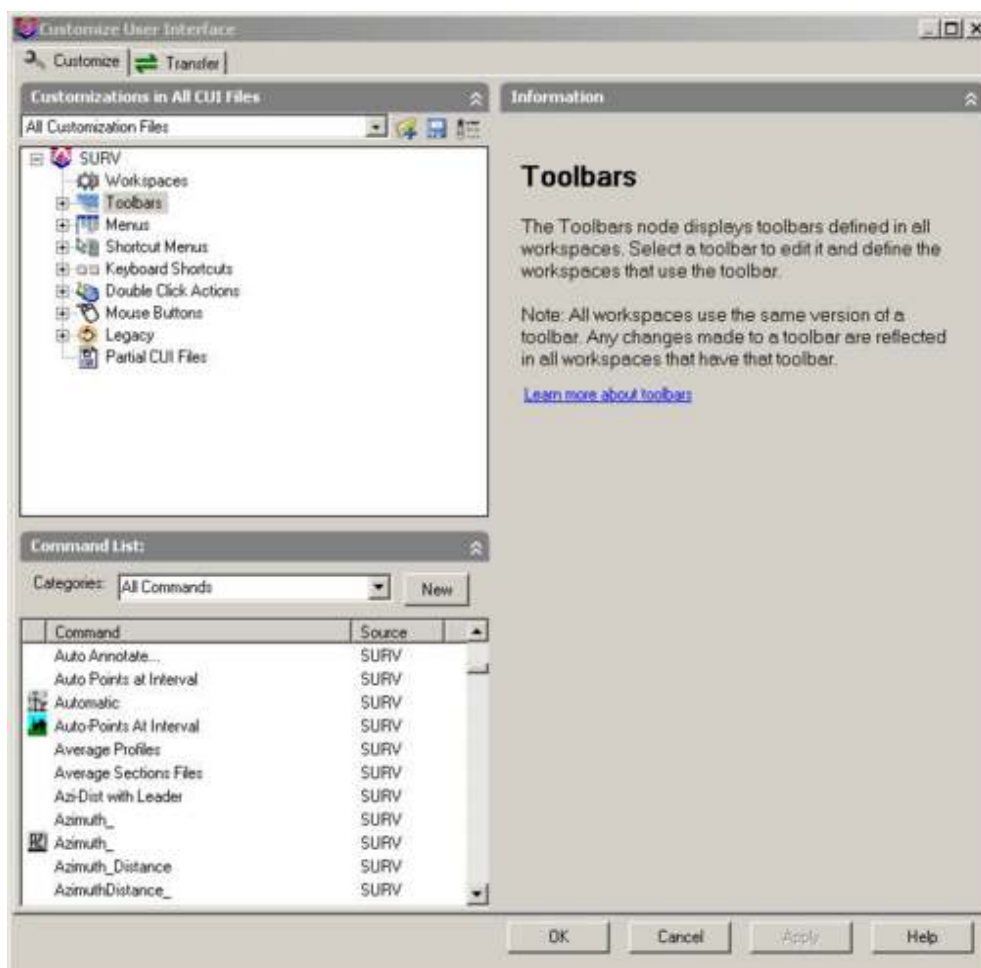 Customize User Interface
Customize
Transfer
Customizations in All CUI Files
All Customization Files
SURV
Workspaces
Toolbars
Menus
Shortcut Menus
Keyboard Shortcuts
Double Click Actions
Mouse Buttons
Legacy
Partial CUI Files
Command List:
Categories: All Commands
New
Command Source
Auto Annotate... SURV
Auto Points at Interval SURV
Automatic SURV
Auto-Points At Interval SURV
Average Profiles SURV
Average Sections Files SURV
Azi-Dist with Leader SURV
Azimuth_ SURV
Azimuth_ SURV
Azimuth_Distance SURV
AzimuthDistance_ SURV
Information
Toolbars
The Toolbars node displays toolbars defined in all
workspaces. Select a toolbar to edit it and define the
workspaces that use the toolbar.
Note: All workspaces use the same version of a
toolbar. Any changes made to a toolbar are reflected
in all workspaces that have that toolbar.
Learn more about toolbars
OK Cancel Apply Help